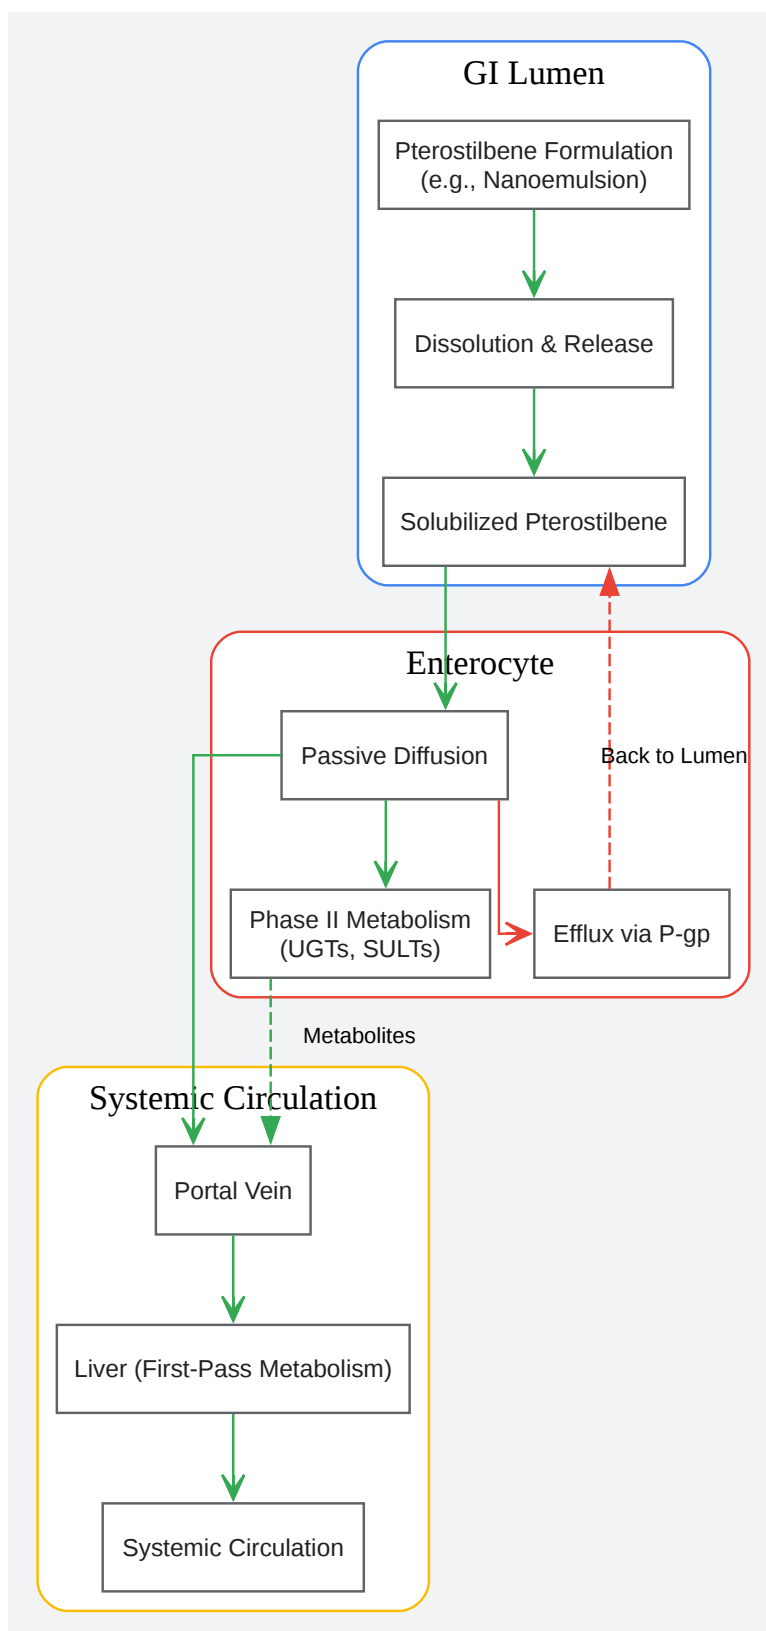 GI Lumen
Pterostilbene Formulation
(e.g., Nanoemulsion)
Dissolution & Release
Solubilized Pterostilbene
Enterocyte
Passive Diffusion
Back to Lumen
Phase II Metabolism
(UGTs, SULTs)
Efflux via P-gp
Metabolites
Systemic Circulation
Portal Vein
Liver (First-Pass Metabolism)
Systemic Circulation